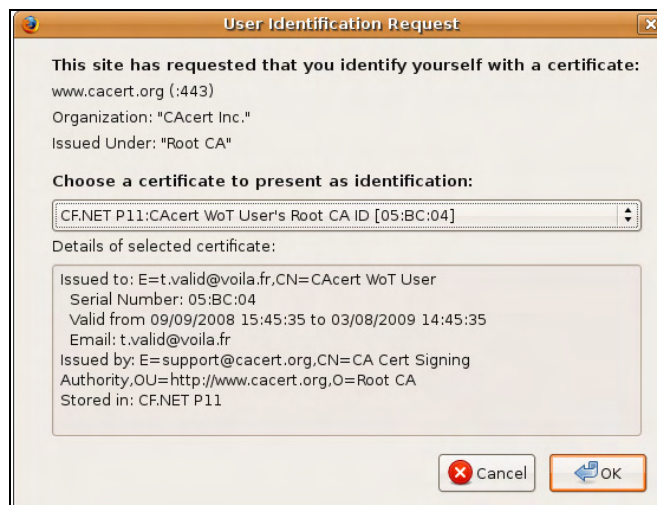 User Identification Request
This site has requested that you identify yourself with a certificate:
www.cacert.org (:443)
Organization: "CAcert Inc."
Issued Under: "Root CA"
Choose a certificate to present as identification:
CF.NET P11:CAcert WoT User's Root CA ID [05:BC:04]
Details of selected certificate:
Issued to: E=t.valid@voila.fr,CN=CAcert WoT User
Serial Number: 05:BC:04
Valid from 09/09/2008 15:45:35 to 03/08/2009 14:45:35
Email: t.valid@voila.fr
Issued by: E=support@cacert.org,CN=CA Cert Signing
Authority,OU=http://www.cacert.org,O=Root CA
Stored in: CF.NET P11
Cancel OK